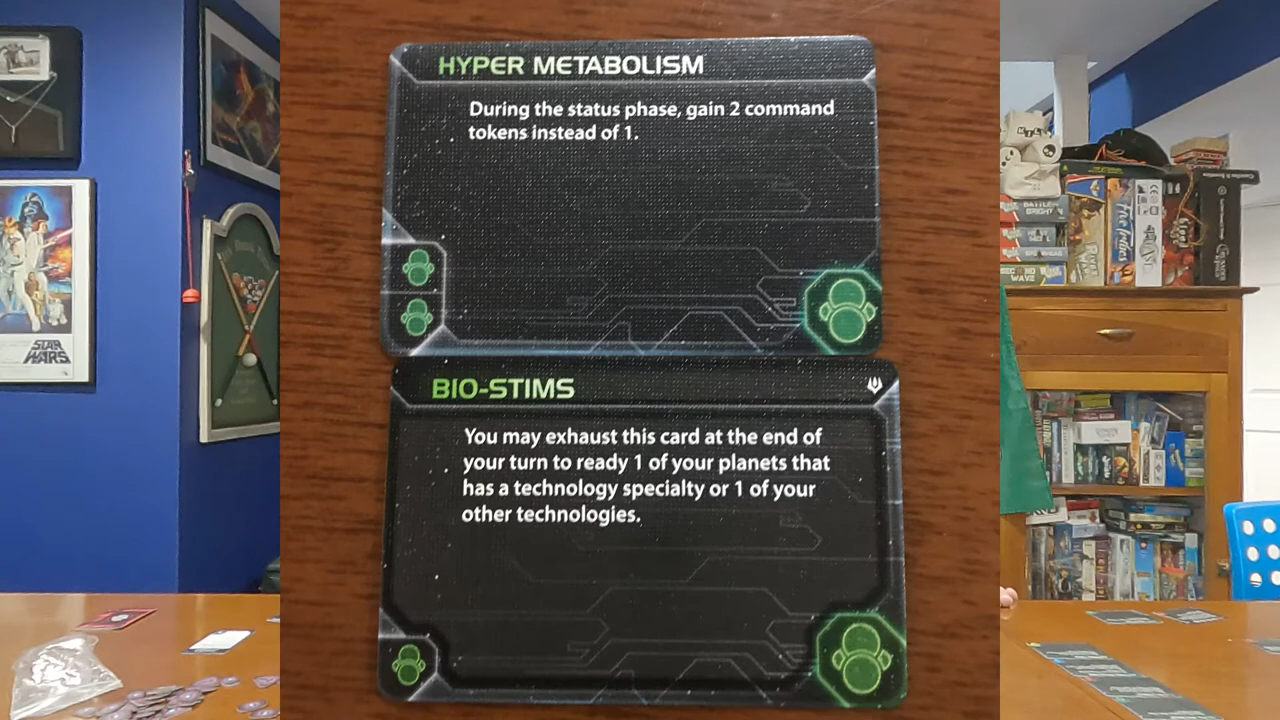 HYPER METABOLISM
During the status phase, gain 2 command
tokens instead of 1.
BIO-STIMS
You may exhaust this card at the end of
your turn to ready 1 of your planets that
has a technology specialty or 1 of your
other technologies.
STAR
WARS